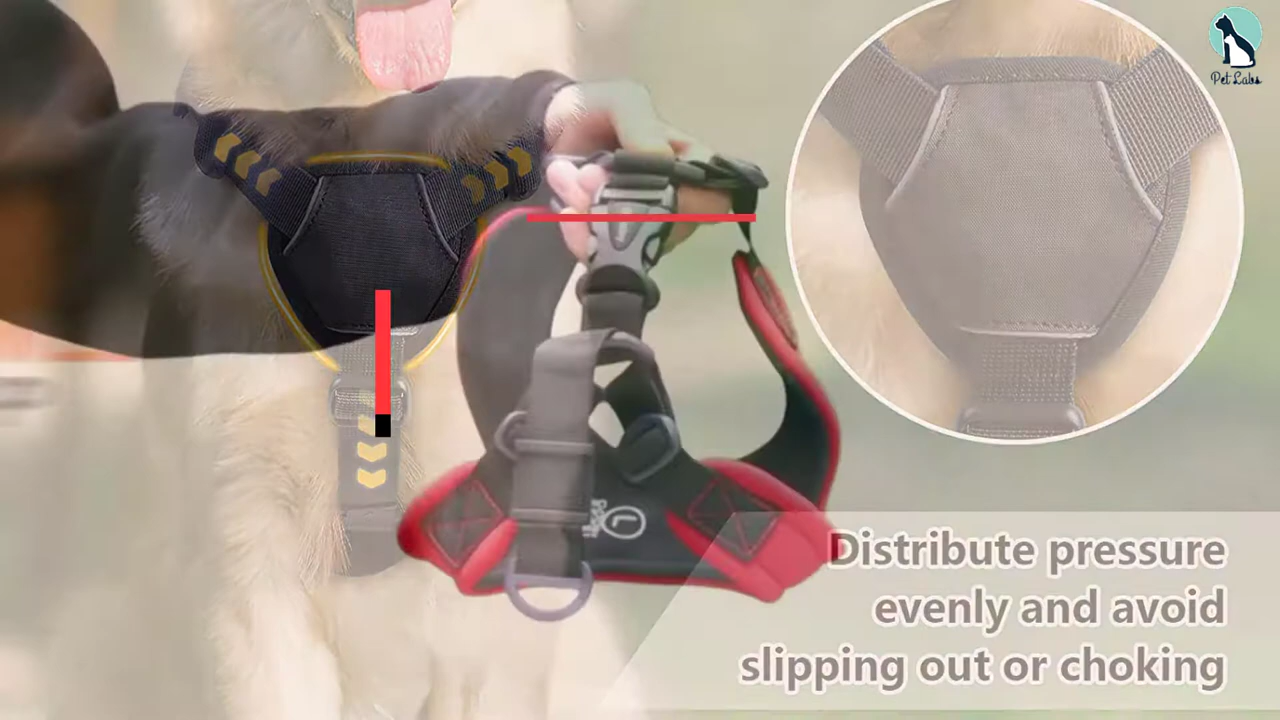 Pet Labs
L
Distribute pressure
evenly and avoid
slipping out or choking